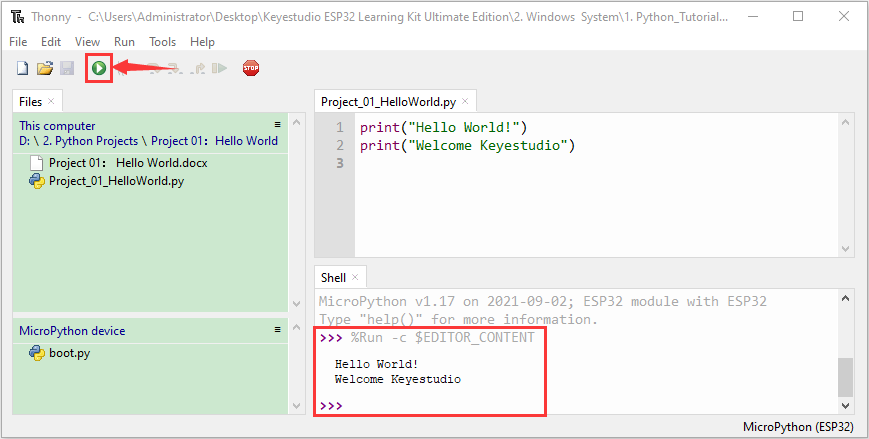 Thonny - C:\Users\Administrator\Desktop\Keyestudio ESP32 Learning Kit Ultimate Edition\2. Windows System\1. Python_Tutorial...
File Edit View Run Tools Help
STOP
Files
This computer
D: \ 2. Python Projects \ Project 01：Hello World
Project 01：Hello World.docx
Project_01_HelloWorld.py
MicroPython device
boot.py
Project_01_HelloWorld.py
1 print("Hello World!")
2 print("Welcome Keyestudio")
3
Shell
MicroPython v1.17 on 2021-09-02; ESP32 module with ESP32
Type "help()" for more information.
>>> %Run -c $EDITOR_CONTENT
Hello World!
Welcome Keyestudio
>>>
MicroPython (ESP32)